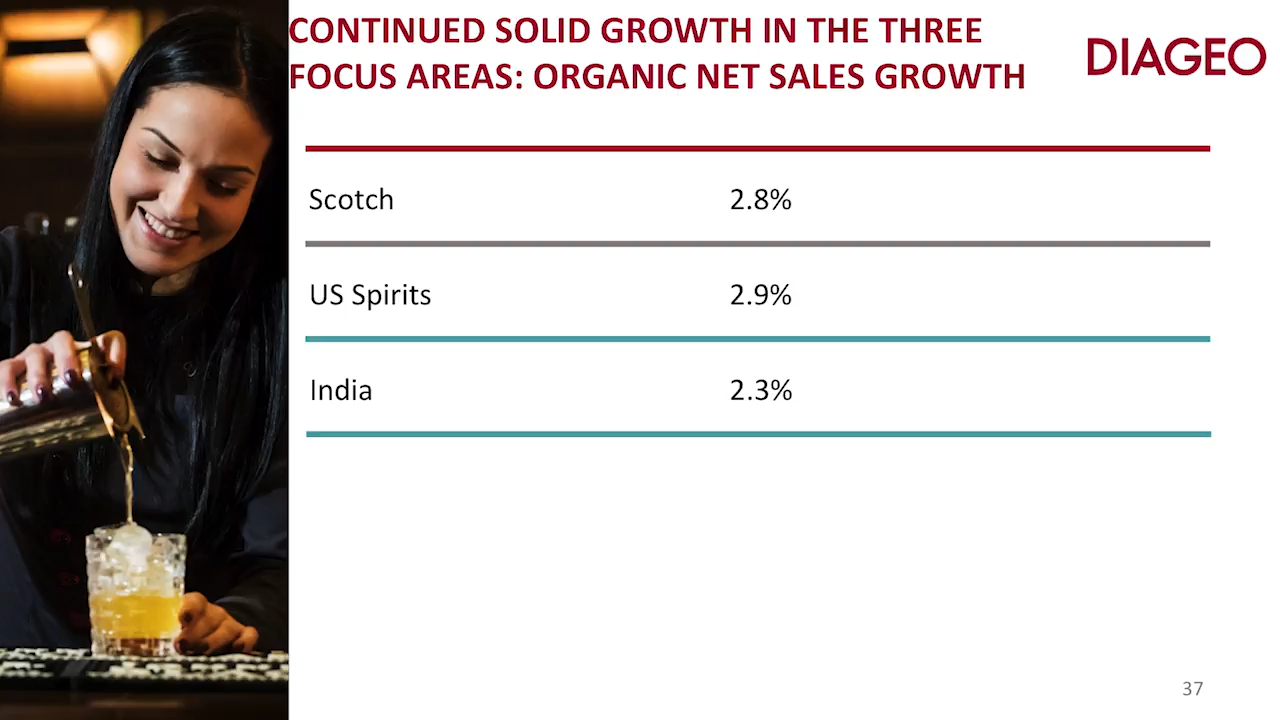 CONTINUED SOLID GROWTH IN THE THREE
FOCUS AREAS: ORGANIC NET SALES GROWTH
DIAGEO
Scotch 2.8%
US Spirits 2.9%
India 2.3%
37